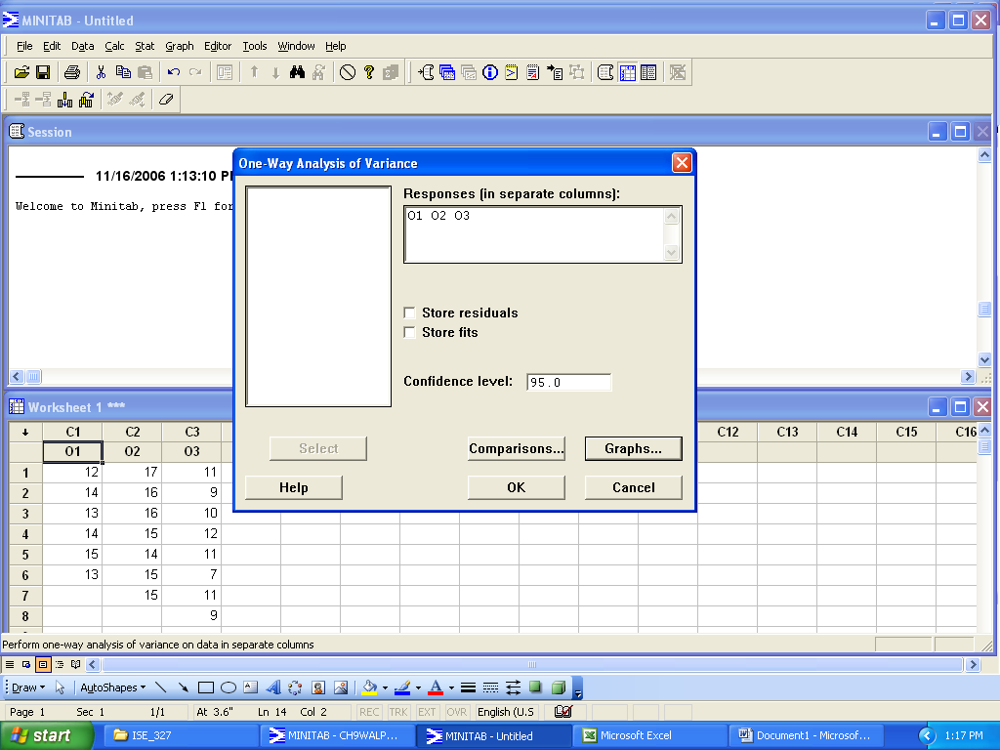 MINITAB - Untitled
File Edit Data Calc Stat Graph Editor Tools Window Help
Session
11/16/2006 1:13:10 P
Welcome to Minitab, press F1 for
One-Way Analysis of Variance
Responses (in separate columns):
O1 O2 O3
Store residuals
Store fits
Confidence level: 95.0
Select Comparisons... Graphs...
Help OK Cancel
Worksheet 1 ***
C1 C2 C3 C12 C13 C14 C15 C16
O1 O2 O3
1 12 17 11
2 14 16 9
3 13 16 10
4 14 15 12
5 15 14 11
6 13 15 7
7 15 11
8 9
Perform one-way analysis of variance on data in separate columns
Draw AutoShapes
Page 1 Sec 1 1/1 At 3.6" Ln 14 Col 2 REC TRK EXT OVR English (U.S
start ISE_327 MINITAB - CH9WALP... MINITAB - Untitled Microsoft Excel Document1 - Microsof... 1:17 PM